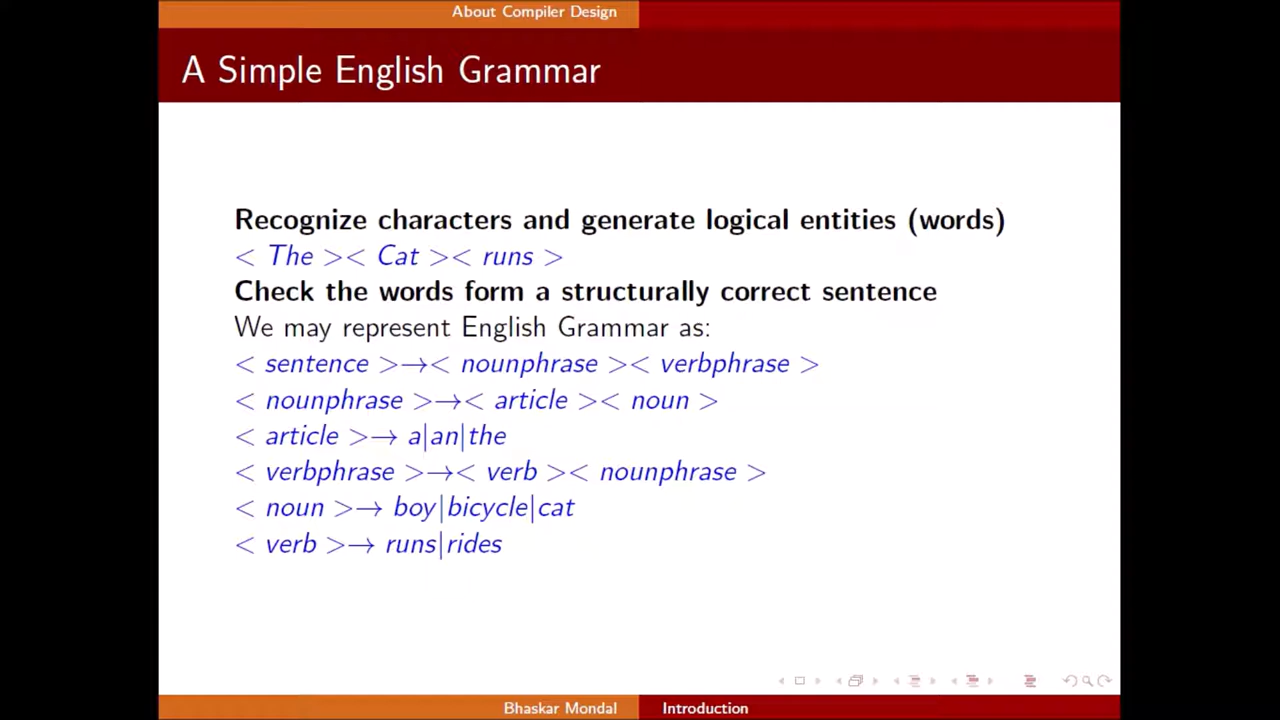 About Compiler Design
A Simple English Grammar
Recognize characters and generate logical entities (words)
< The >< Cat >< runs >
Check the words form a structurally correct sentence
We may represent English Grammar as:
< sentence >→< nounphrase >< verbphrase >
< nounphrase >→< article >< noun >
< article >→ a|an|the
< verbphrase >→< verb >< nounphrase >
< noun >→ boy|bicycle|cat
< verb >→ runs|rides
Bhaskar Mondal Introduction